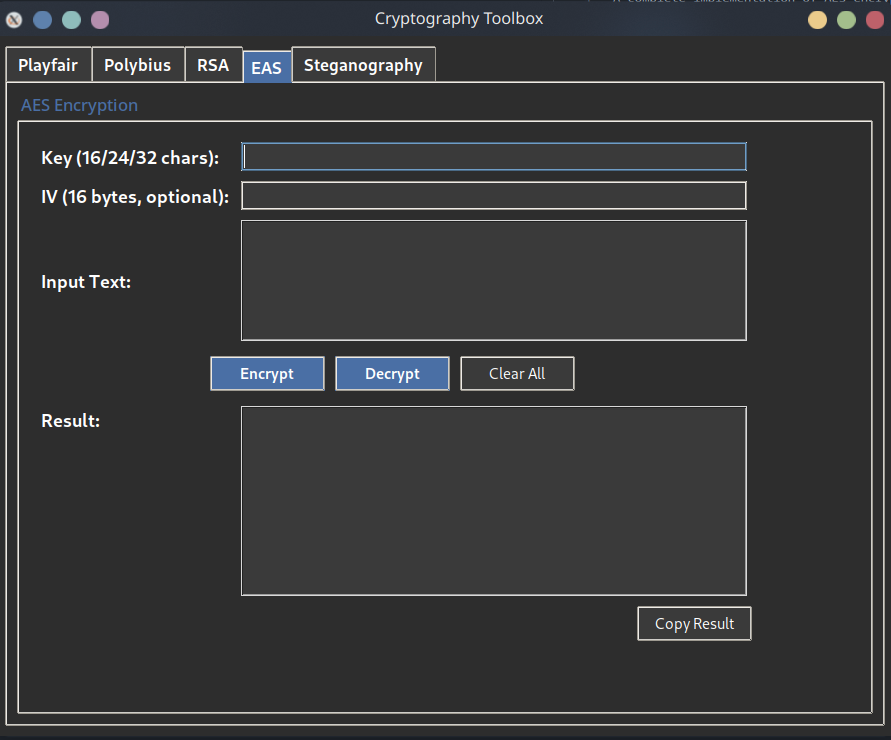 Cryptography Toolbox
Playfair Polybius RSA EAS Steganography
AES Encryption
Key (16/24/32 chars):
IV (16 bytes, optional):
Input Text:
Encrypt Decrypt Clear All
Result:
Copy Result